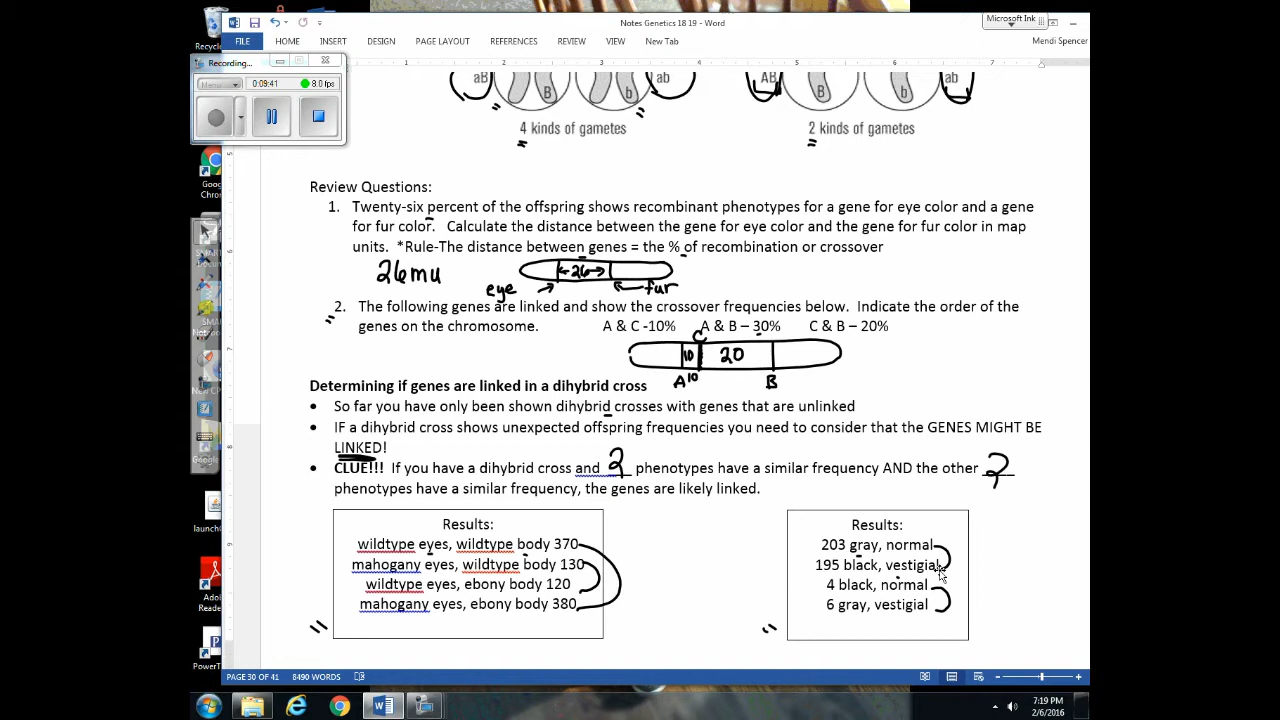 Notes Genetics 18 19 - Word
Microsoft Ink
Recycle
FILE HOME INSERT DESIGN PAGE LAYOUT REFERENCES REVIEW VIEW New Tab
Mendi Spencer
Recording...
Menu 00:09:41 8.0 fps
aB B b ab AB B b ab
4 kinds of gametes 2 kinds of gametes
Review Questions:
1. Twenty-six percent of the offspring shows recombinant phenotypes for a gene for eye color and a gene
for fur color. Calculate the distance between the gene for eye color and the gene for fur color in map
units. *Rule-The distance between genes = the % of recombination or crossover
26mu 26
eye fur
2. The following genes are linked and show the crossover frequencies below. Indicate the order of the
genes on the chromosome. A & C -10% A & B – 30% C & B – 20%
C
10 20
A 10 B
Determining if genes are linked in a dihybrid cross
• So far you have only been shown dihybrid crosses with genes that are unlinked
• IF a dihybrid cross shows unexpected offspring frequencies you need to consider that the GENES MIGHT BE
LINKED!
• CLUE!!! If you have a dihybrid cross and 2 phenotypes have a similar frequency AND the other 2
phenotypes have a similar frequency, the genes are likely linked.
Results:
wildtype eyes, wildtype body 370
mahogany eyes, wildtype body 130
wildtype eyes, ebony body 120
mahogany eyes, ebony body 380
Results:
203 gray, normal
195 black, vestigial
4 black, normal
6 gray, vestigial
PAGE 30 OF 41 8490 WORDS
7:19 PM
2/6/2016